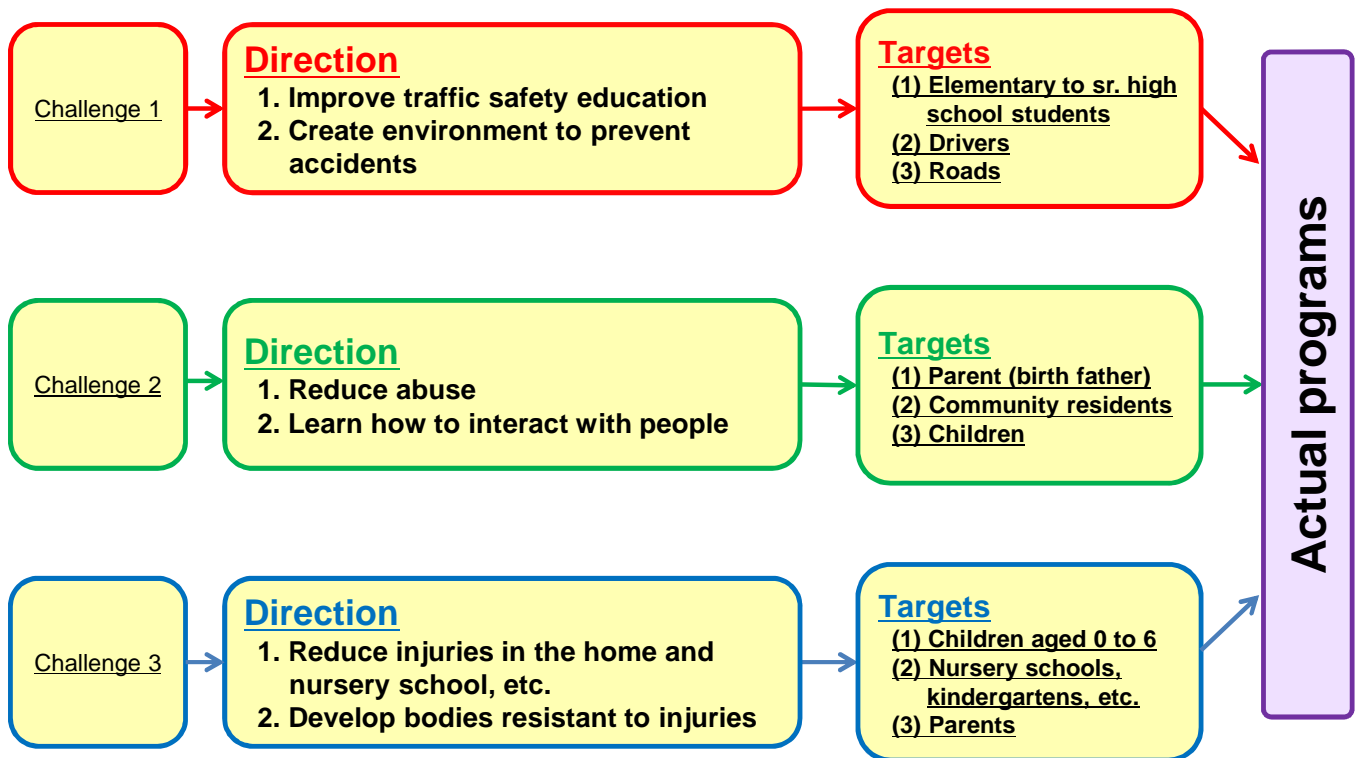 Challenge 1
Direction
1. Improve traffic safety education
2. Create environment to prevent
accidents
Targets
(1) Elementary to sr. high
school students
(2) Drivers
(3) Roads
Challenge 2
Direction
1. Reduce abuse
2. Learn how to interact with people
Targets
(1) Parent (birth father)
(2) Community residents
(3) Children
Challenge 3
Direction
1. Reduce injuries in the home and
nursery school, etc.
2. Develop bodies resistant to injuries
Targets
(1) Children aged 0 to 6
(2) Nursery schools,
kindergartens, etc.
(3) Parents
Actual programs